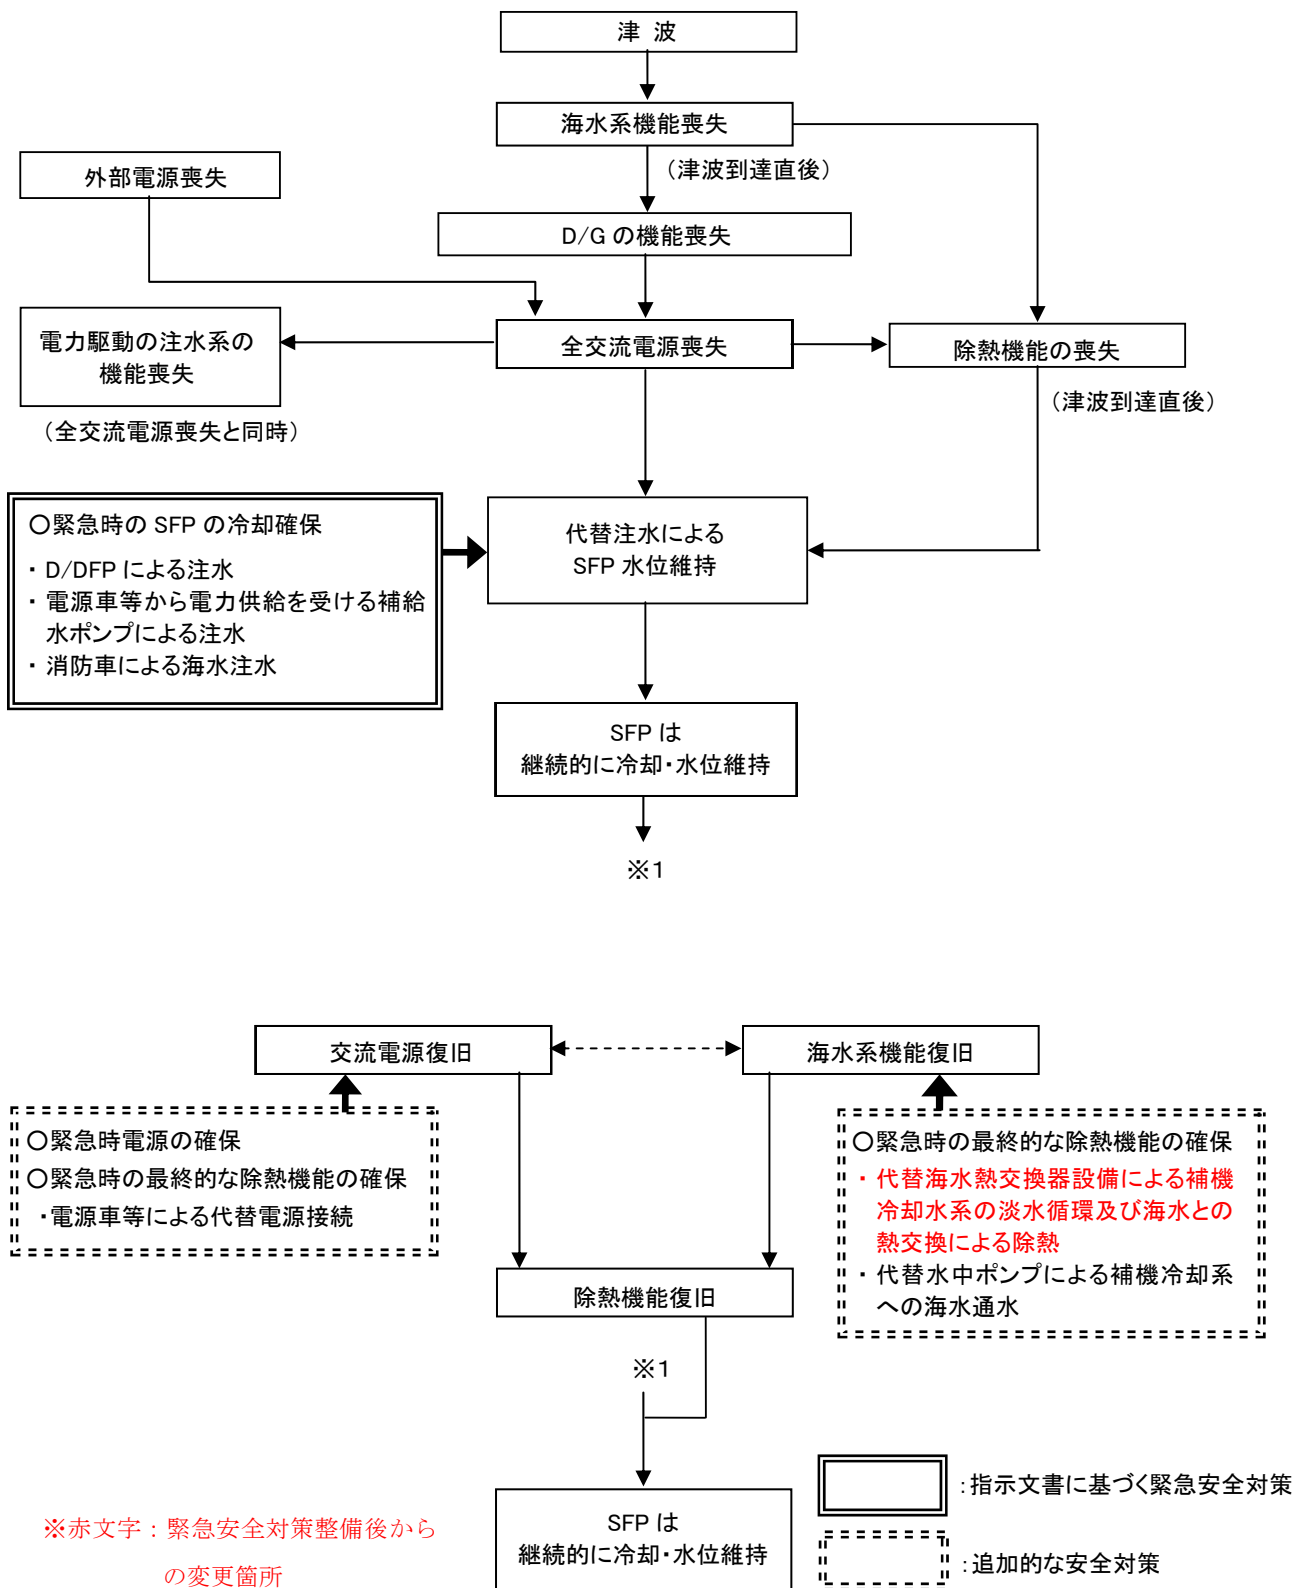 津 波
海水系機能喪失
（津波到達直後）
外部電源喪失
D/G の機能喪失
電力駆動の注水系の
機能喪失
全交流電源喪失
除熱機能の喪失
（津波到達直後）
（全交流電源喪失と同時）
○緊急時の SFP の冷却確保
・ D/DFP による注水
・ 電源車等から電力供給を受ける補給
水ポンプによる注水
・ 消防車による海水注水
代替注水による
SFP 水位維持
SFP は
継続的に冷却・水位維持
※1
交流電源復旧
海水系機能復旧
○緊急時電源の確保
○緊急時の最終的な除熱機能の確保
・電源車等による代替電源接続
○緊急時の最終的な除熱機能の確保
・ 代替海水熱交換器設備による補機
冷却水系の淡水循環及び海水との
熱交換による除熱
・ 代替水中ポンプによる補機冷却系
への海水通水
除熱機能復旧
※1
SFP は
継続的に冷却・水位維持
：指示文書に基づく緊急安全対策
：追加的な安全対策
※赤文字：緊急安全対策整備後から
の変更箇所